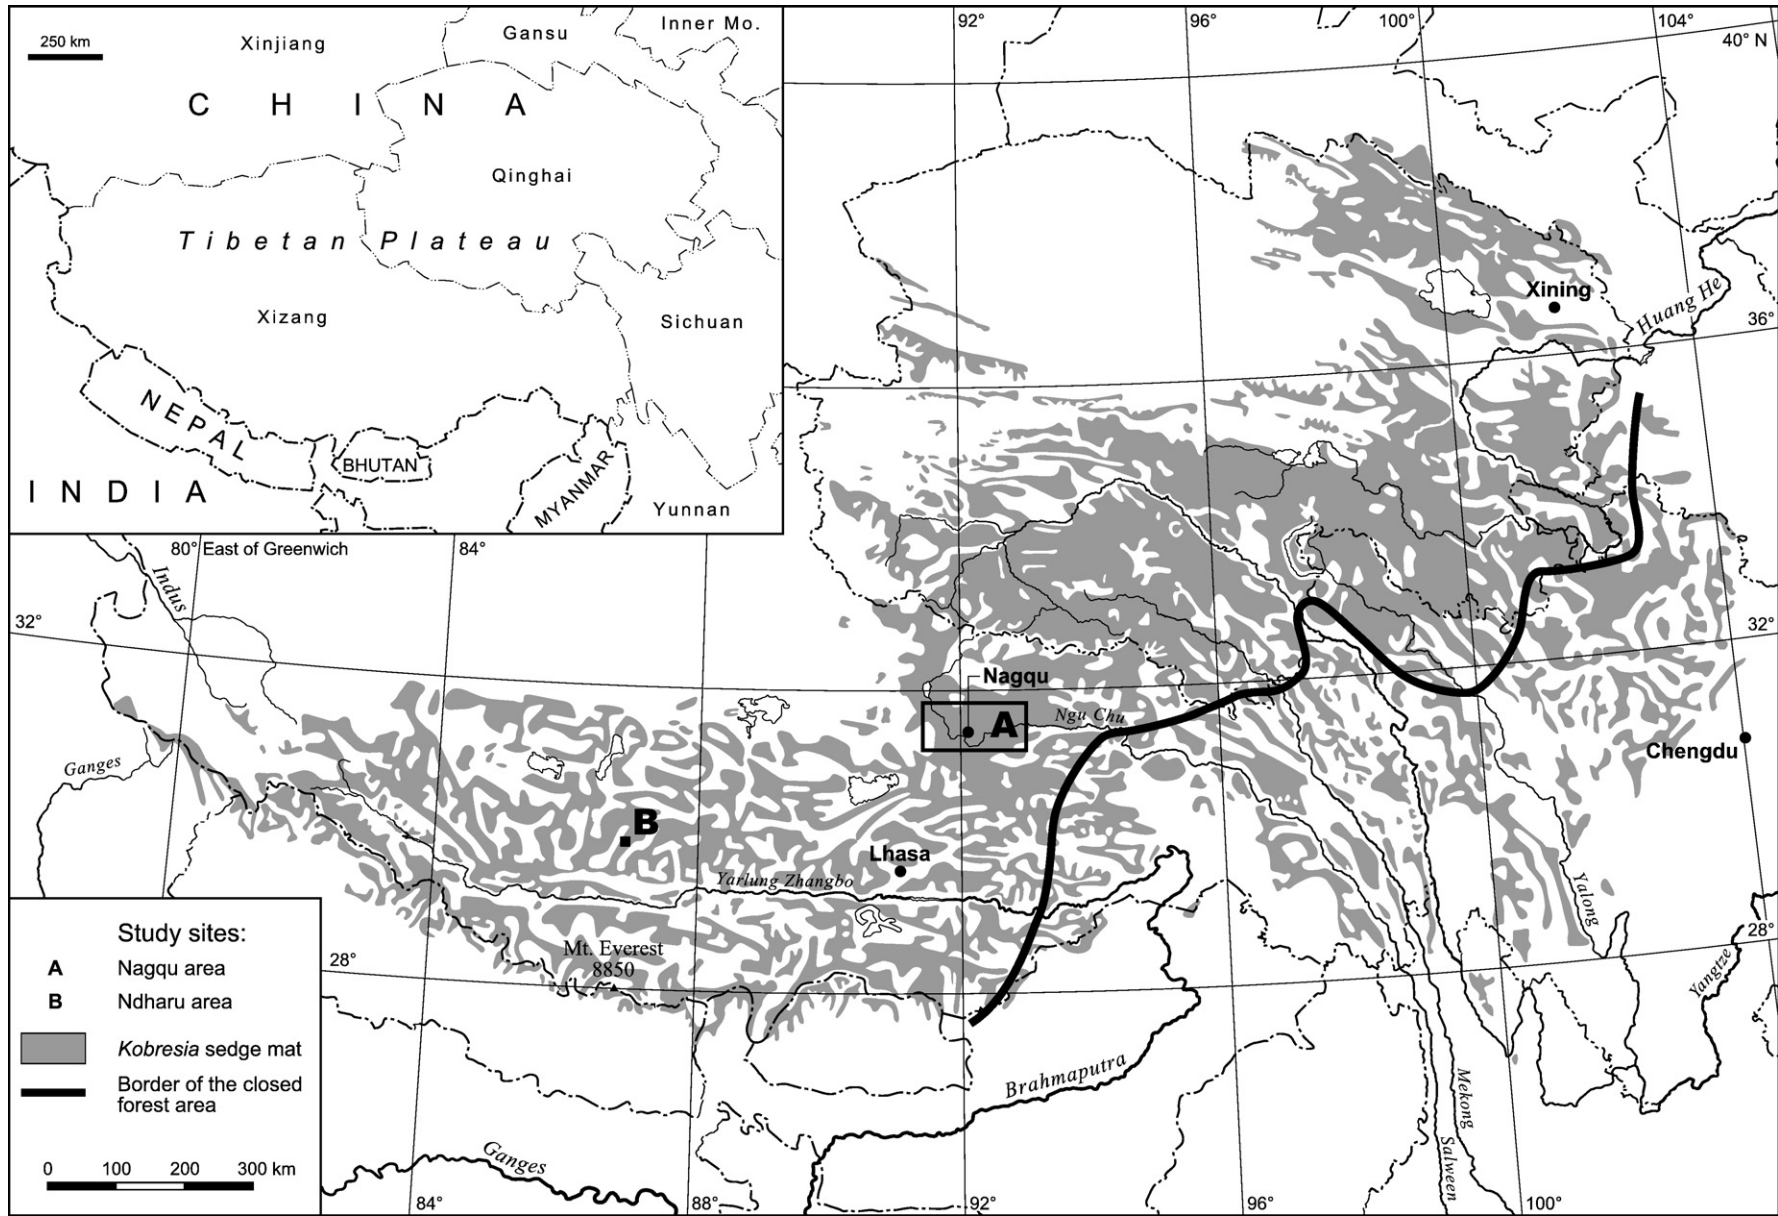 250 km
Xinjiang
Gansu
Inner Mo.
C H I N A
Qinghai
Tibetan Plateau
Xizang
Sichuan
NEPAL
BHUTAN
MYANMAR
INDIA
Yunnan
92°
96°
100°
104°
40° N
Xining
Huang He
36°
80° East of Greenwich
84°
Indus
32°
32°
Nagqu
A
Ngu Chu
Chengdu
Ganges
B
Lhasa
Yarlung Zhangbo
Yalong
Mt. Everest
8850
28°
28°
Yangtze
Brahmaputra
Mekong
Salween
Ganges
84°
88°
92°
96°
100°
Study sites:
A Nagqu area
B Ndharu area
Kobresia sedge mat
Border of the closed
forest area
0 100 200 300 km